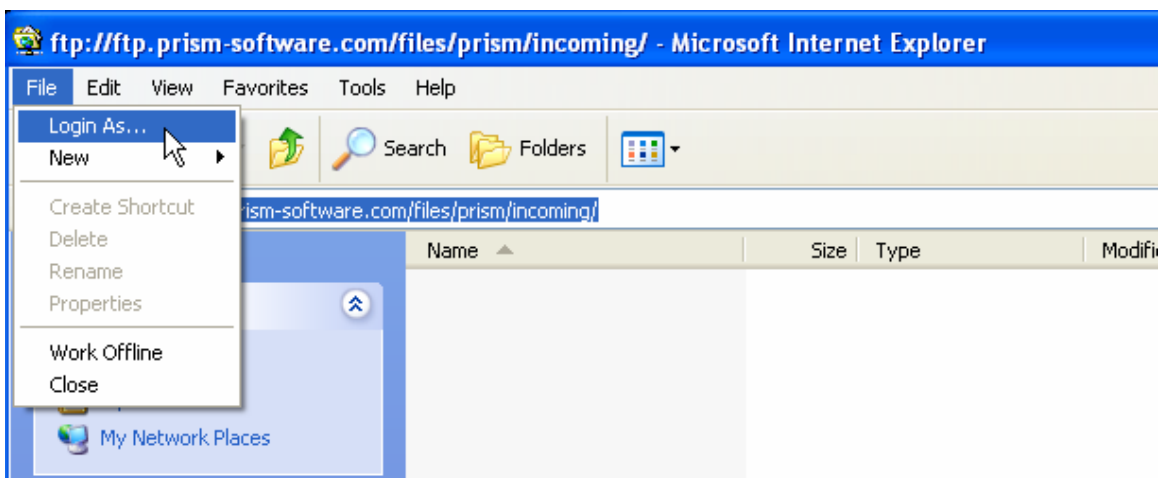 ftp://ftp.prism-software.com/files/prism/incoming/ - Microsoft Internet Explorer
File Edit View Favorites Tools Help
Login As...
New
Search Folders
Create Shortcut
ism-software.com/files/prism/incoming/
Delete
Name Size Type Modifi
Rename
Properties
Work Offline
Close
My Network Places